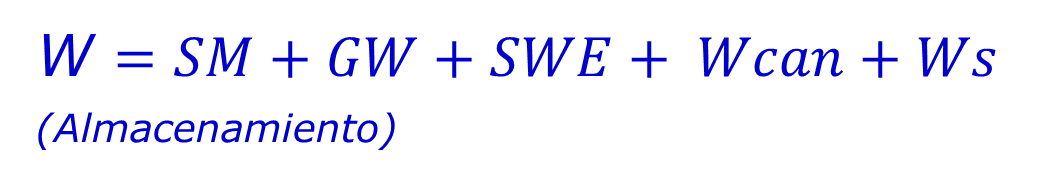 W = SM + GW + SWE + Wcan + Ws
(Almacenamiento)